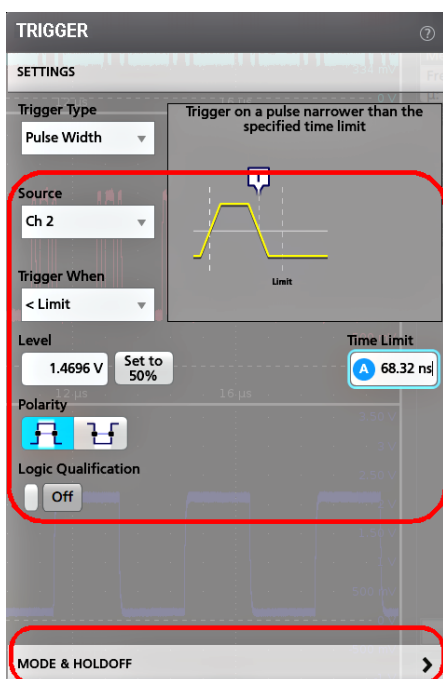 TRIGGER
?
SETTINGS
Trigger Type
Pulse Width
Trigger on a pulse narrower than the
specified time limit
Source
Ch 2
T
Limit
Trigger When
< Limit
Level
Time Limit
1.4696 V
Set to
50%
A 68.32 ns
12 µs
16 µs
Polarity
Logic Qualification
Off
MODE & HOLDOFF